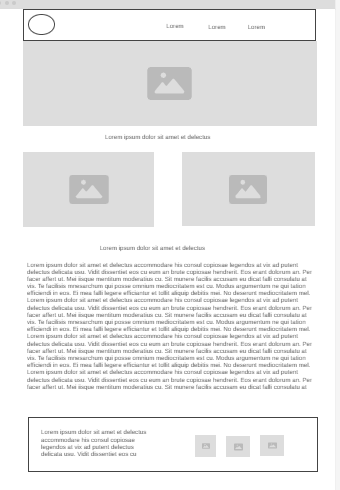 Lorem Lorem Lorem
Lorem ipsum dolor sit amet et delectus
Lorem ipsum dolor sit amet et delectus
Lorem ipsum dolor sit amet et delectus accommodare his consul copiosae legendos at vix ad putent
delectus delicata usu. Vidit dissentiet eos cu eum an brute copiosae hendrerit. Eos erant dolorum an. Per
facer affert ut. Mei iisque mentitum moderatius cu. Sit munere facilis accusam eu dicat falli consulatu at
vis. Te facilisis mnesarchum qui posse omnium mediocritatem est cu. Modus argumentum ne qui tation
efficiendi in eos. Ei mea falli legere efficiantur et tollit aliquip debitis mei. No deserunt mediocritatem mel.
Lorem ipsum dolor sit amet et delectus accommodare his consul copiosae legendos at vix ad putent
delectus delicata usu. Vidit dissentiet eos cu eum an brute copiosae hendrerit. Eos erant dolorum an. Per
facer affert ut. Mei iisque mentitum moderatius cu. Sit munere facilis accusam eu dicat falli consulatu at
vis. Te facilisis mnesarchum qui posse omnium mediocritatem est cu. Modus argumentum ne qui tation
efficiendi in eos. Ei mea falli legere efficiantur et tollit aliquip debitis mei. No deserunt mediocritatem mel.
Lorem ipsum dolor sit amet et delectus accommodare his consul copiosae legendos at vix ad putent
delectus delicata usu. Vidit dissentiet eos cu eum an brute copiosae hendrerit. Eos erant dolorum an. Per
facer affert ut. Mei iisque mentitum moderatius cu. Sit munere facilis accusam eu dicat falli consulatu at
vis. Te facilisis mnesarchum qui posse omnium mediocritatem est cu. Modus argumentum ne qui tation
efficiendi in eos. Ei mea falli legere efficiantur et tollit aliquip debitis mei. No deserunt mediocritatem mel.
Lorem ipsum dolor sit amet et delectus accommodare his consul copiosae legendos at vix ad putent
delectus delicata usu. Vidit dissentiet eos cu eum an brute copiosae hendrerit. Eos erant dolorum an. Per
facer affert ut. Mei iisque mentitum moderatius cu. Sit munere facilis accusam eu dicat falli consulatu at
Lorem ipsum dolor sit amet et delectus
accommodare his consul copiosae
legendos at vix ad putent delectus
delicata usu. Vidit dissentiet eos cu